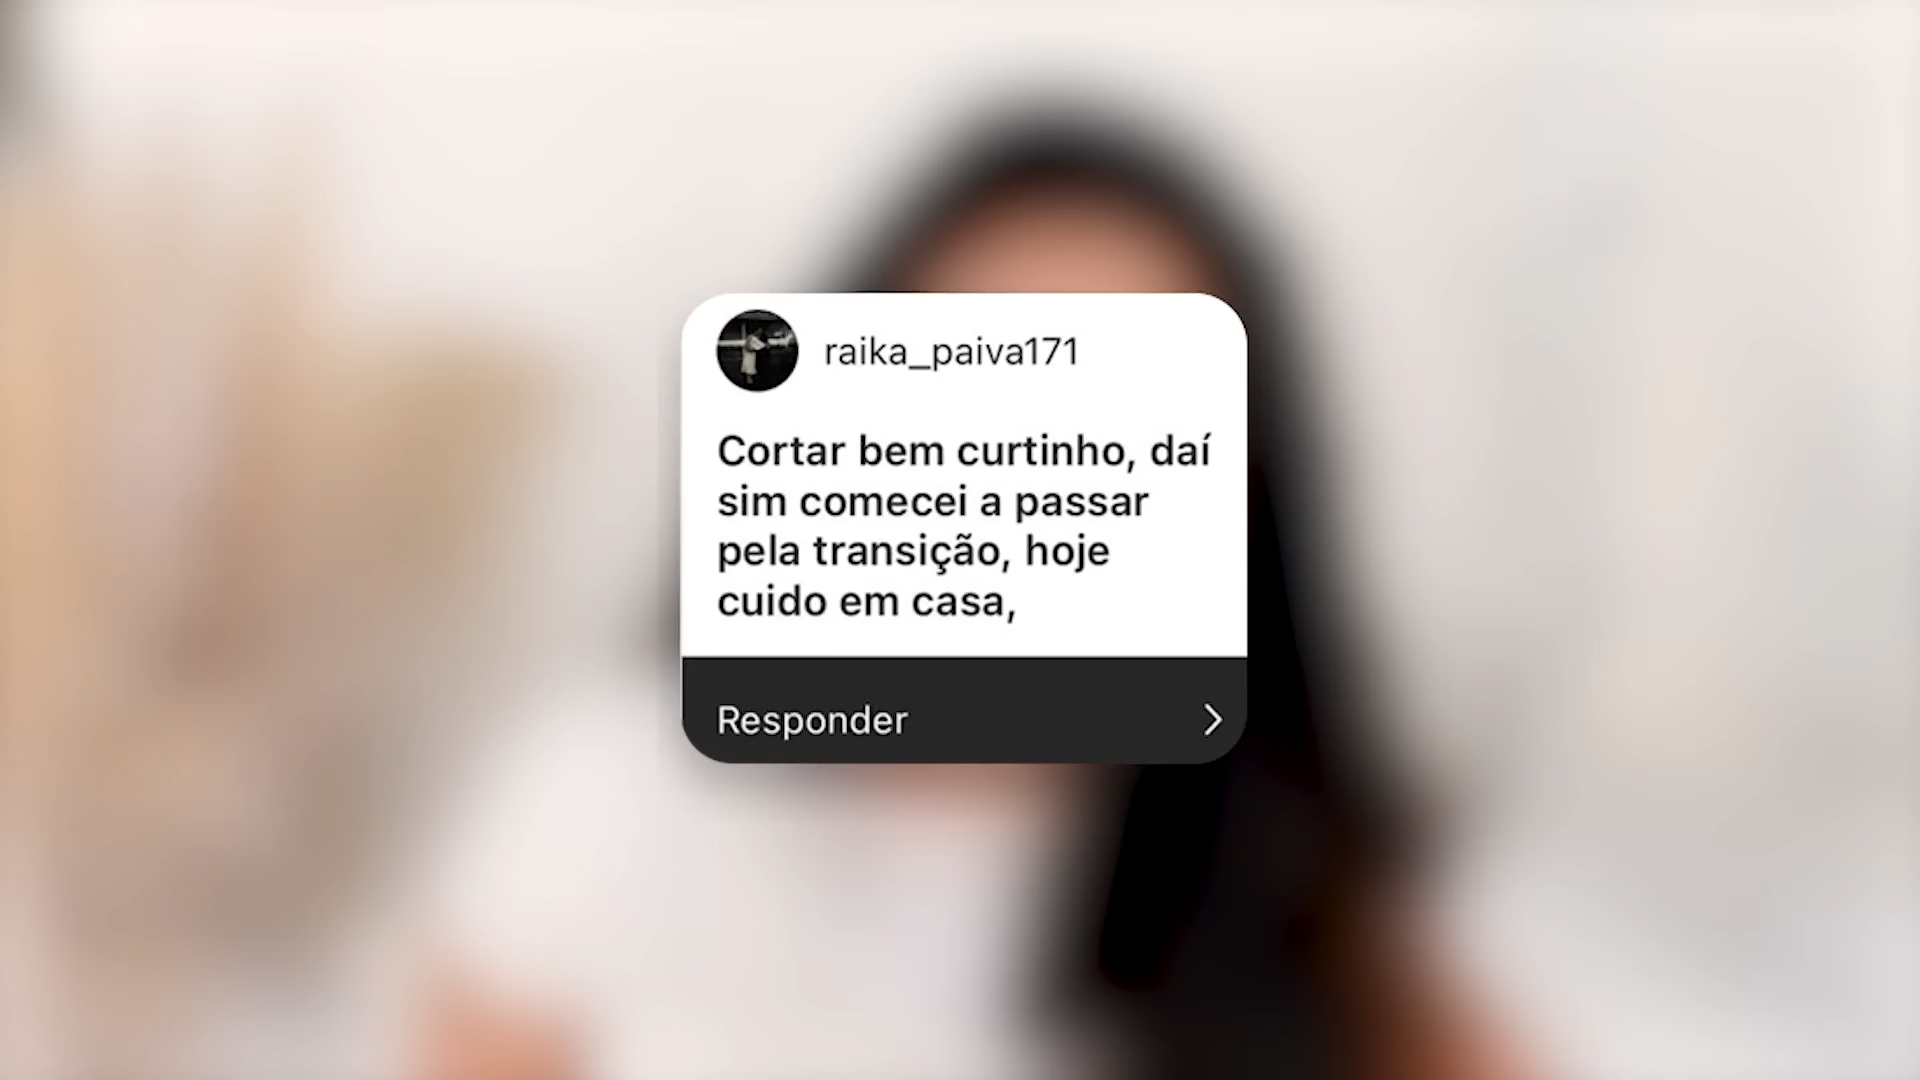 raika_paiva171
Cortar bem curtinho, daí
sim comecei a passar
pela transição, hoje
cuido em casa,
Responder